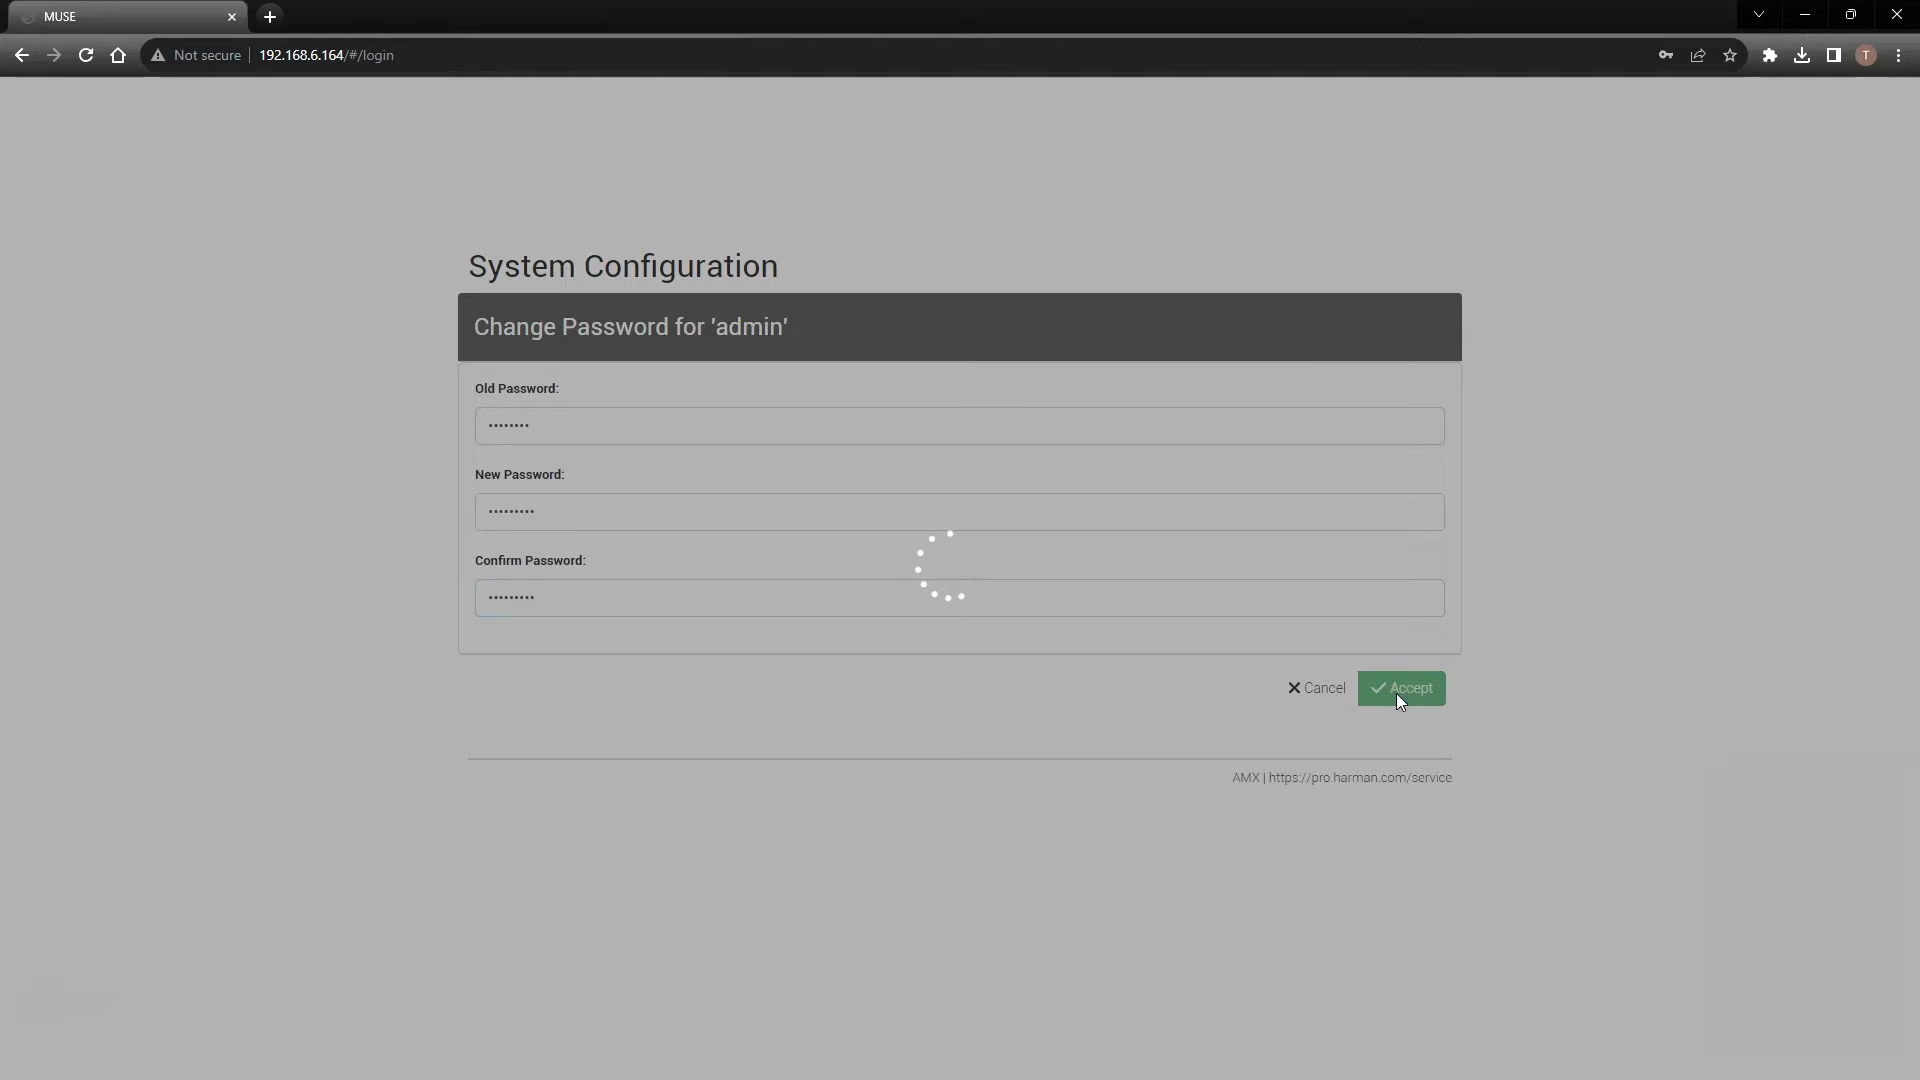 MUSE
Not secure
192.168.6.164/#/login
T
System Configuration
Change Password for 'admin'
Old Password:
••••••••
New Password:
•••••••••
Confirm Password:
•••••••••
Cancel
Accept
AMX | https://pro.harman.com/service